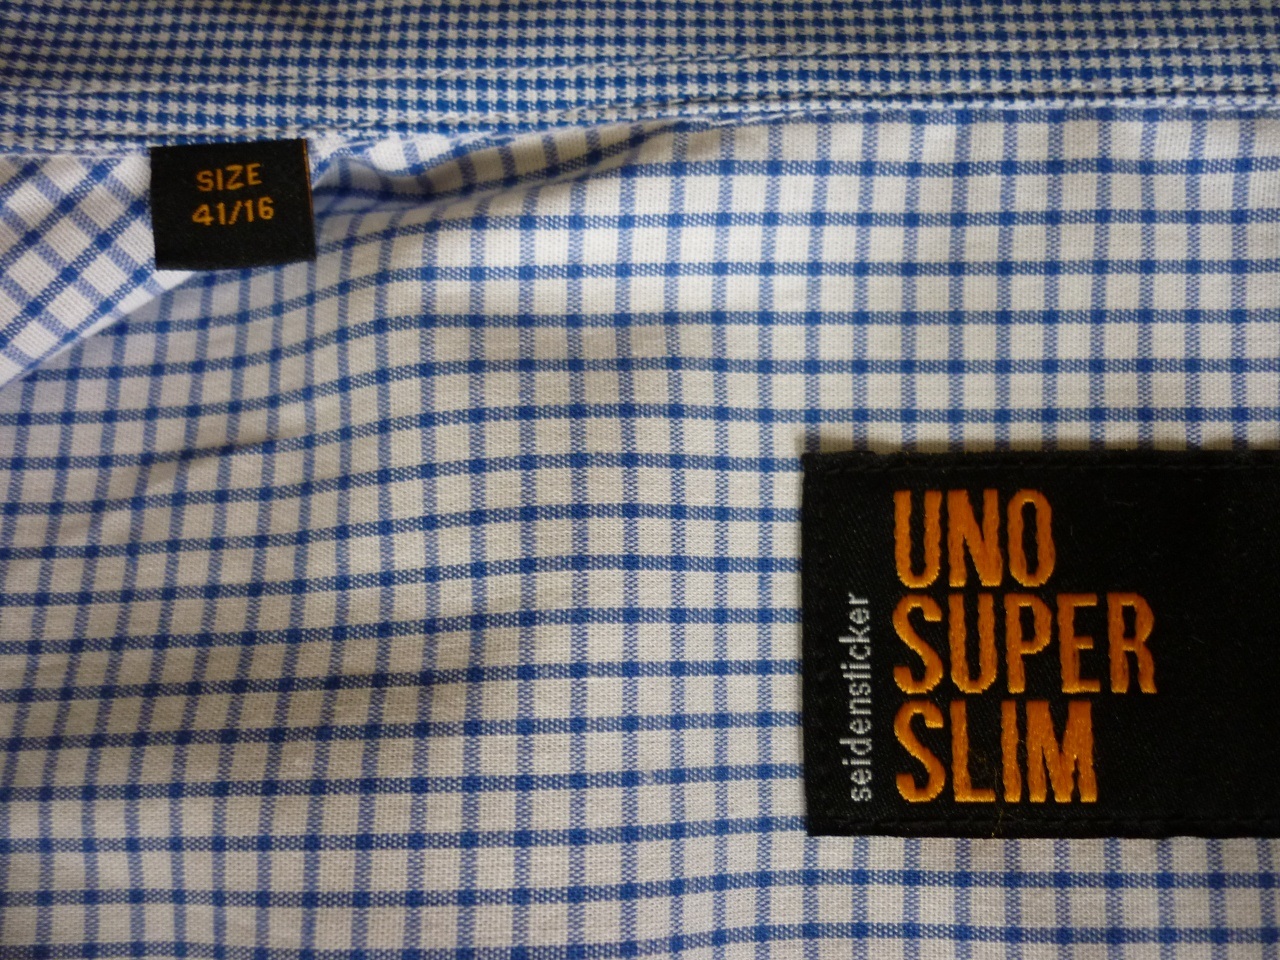 SIZE
41/16
seidensticker
UNO
SUPER
SLIM